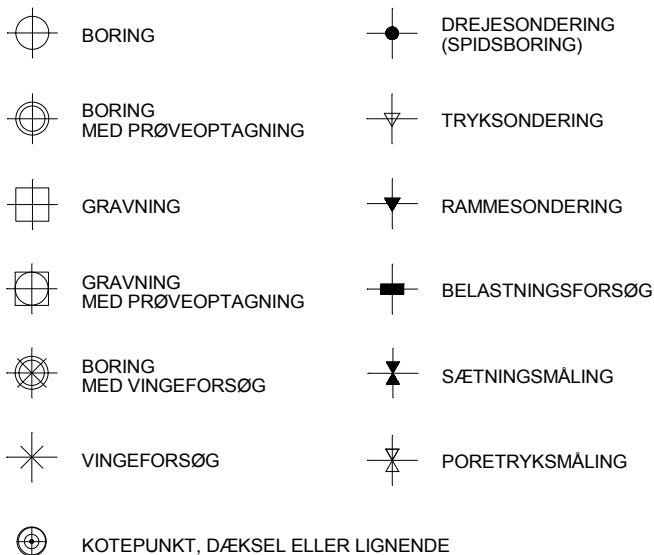 BORING
DREJESONDERING
(SPIDSBORING)
BORING
MED PRØVEOPTAGNING
TRYKSONDERING
GRAVNING
RAMMESONDERING
GRAVNING
MED PRØVEOPTAGNING
BELASTNINGSFORSØG
BORING
MED VINGEFORSØG
SÆTNINGSMÅLING
VINGEFORSØG
PORETRYKSMÅLING
KOTEPUNKT, DÆKSEL ELLER LIGNENDE